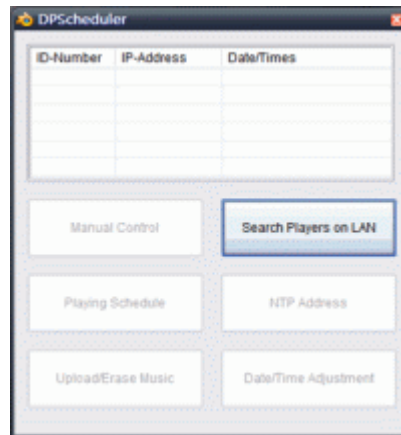 DPScheduler
ID-Number IP-Address Date/Times
Manual Control Search Players on LAN
Playing Schedule NTP Address
Upload/Erase Music Date/Time Adjustment